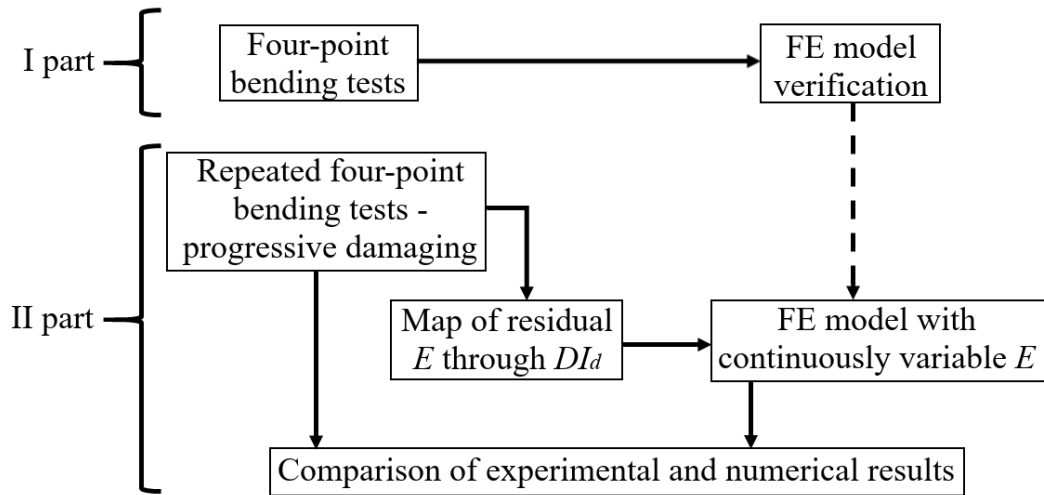 I part
Four-point
bending tests
FE model
verification
II part
Repeated four-point
bending tests -
progressive damaging
Map of residual
E through DId
FE model with
continuously variable E
Comparison of experimental and numerical results